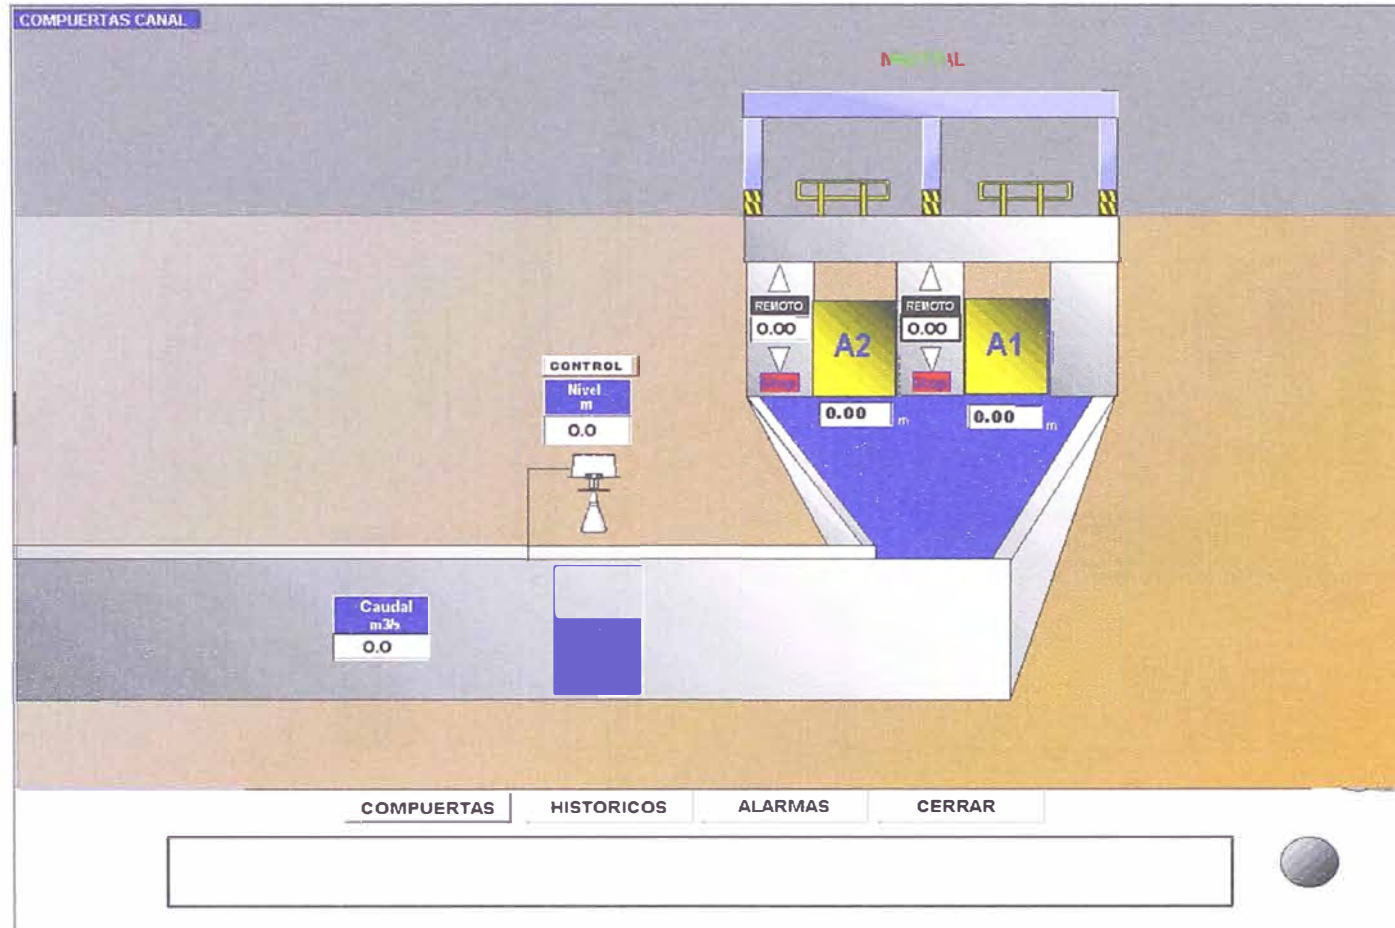 COMPUERTAS CANAL
REMOTO
0.00
A2
REMOTO
0.00
A1
0.00 m
0.00 m
CONTROL
Nivel
m
0.0
Caudal
m3/s
0.0
COMPUERTAS
HISTORICOS
ALARMAS
CERRAR